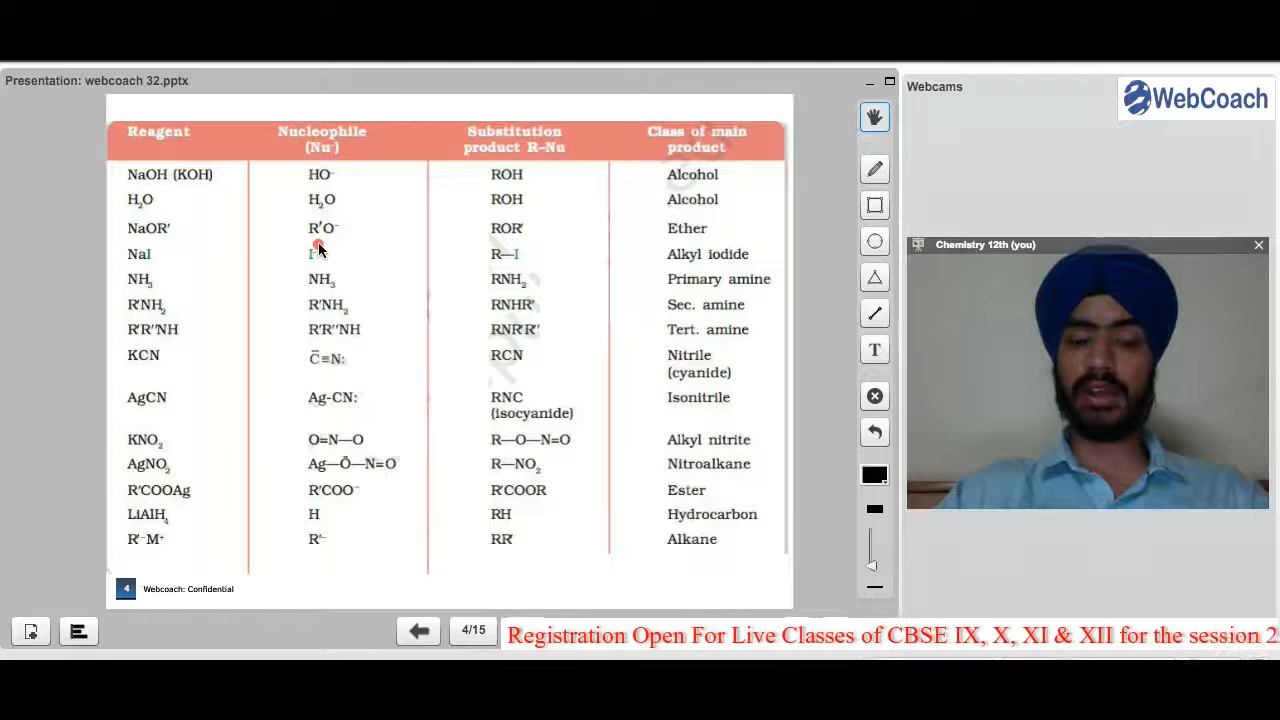 Presentation: webcoach 32.pptx
Webcams
WebCoach
Reagent Nucleophile (Nu⁻) Substitution product R–Nu Class of main product
NaOH (KOH) HO⁻ ROH Alcohol
H₂O H₂O ROH Alcohol
NaOR′ R′O⁻ ROR′ Ether
NaI I R—I Alkyl iodide
NH₃ NH₃ RNH₂ Primary amine
R′NH₂ R′NH₂ RNHR′ Sec. amine
R′R′′NH R′R′′NH RNR′R′′ Tert. amine
KCN C̄≡N: RCN Nitrile
(cyanide)
AgCN Ag-CN: RNC Isonitrile
(isocyanide)
KNO₂ O=N—O R—O—N=O Alkyl nitrite
AgNO₂ Ag—Ö—N=O R—NO₂ Nitroalkane
R′COOAg R′COO⁻ R′COOR Ester
LiAlH₄ H RH Hydrocarbon
R′⁻M⁺ R′⁻ RR′ Alkane
Chemistry 12th (you)
T
4 Webcoach: Confidential
4/15
Registration Open For Live Classes of CBSE IX, X, XI & XII for the session 2